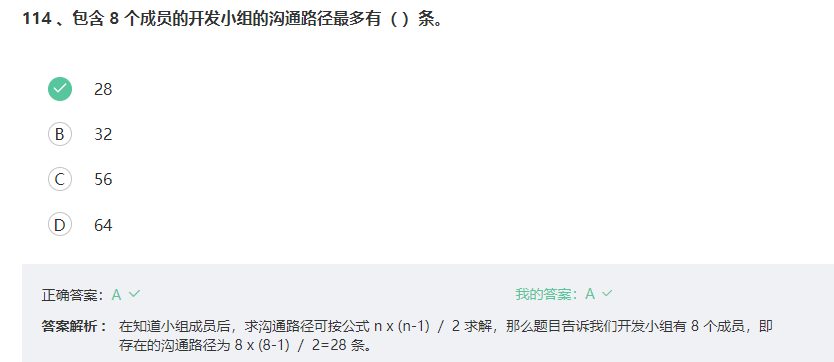 114 、包含 8 个成员的开发小组的沟通路径最多有（ ）条。
28
B 32
C 56
D 64
正确答案：A 我的答案：A
答案解析： 在知道小组成员后，求沟通路径可按公式 n x (n-1) / 2 求解，那么题目告诉我们开发小组有 8 个成员，即
存在的沟通路径为 8 x (8-1) / 2=28 条。